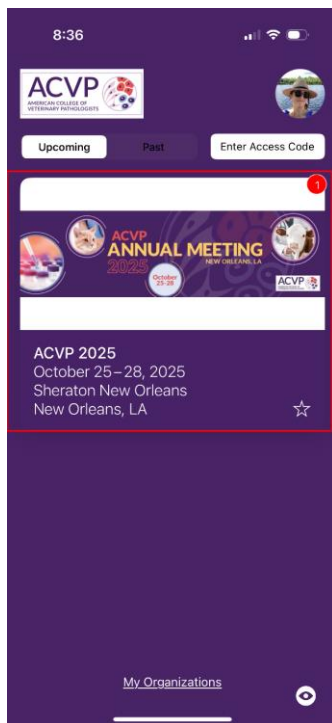 8:36
ACVP
AMERICAN COLLEGE OF
VETERINARY PATHOLOGISTS
Upcoming
Past
Enter Access Code
1
ACVP
ANNUAL MEETING
2025
NEW ORLEANS, LA
October
25-28
ACVP
ACVP 2025
October 25–28, 2025
Sheraton New Orleans
New Orleans, LA
My Organizations